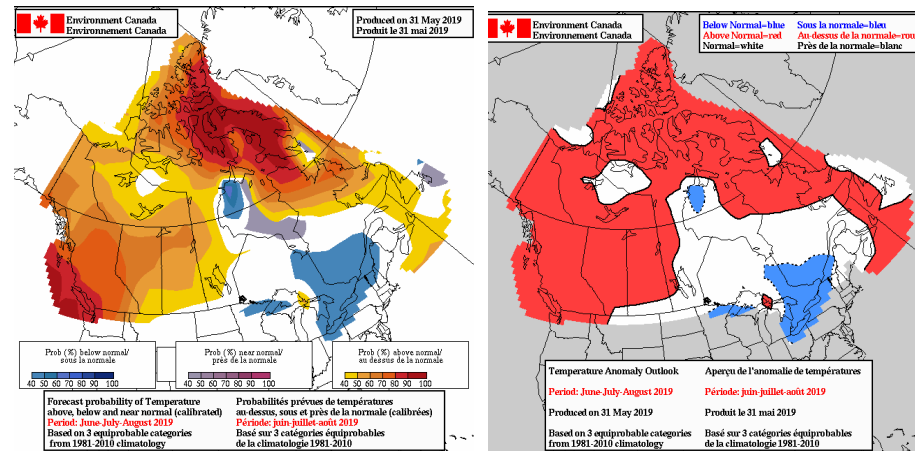 Environment Canada
Environnement Canada
Produced on 31 May 2019
Produit le 31 mai 2019
Prob (%) below normal/
sous la normale
40 50 60 70 80 90 100
Prob (%) near normal/
près de la normale
40 50 60 70 80 90 100
Prob (%) above normal/
au dessus de la normale
40 50 60 70 80 90 100
Forecast probability of Temperature
above, below and near normal (calibrated)
Period: June-July-August 2019
Based on 3 equiprobable categories
from 1981-2010 climatology
Probabilités prévues de températures
au-dessus, sous et près de la normale (calibrées)
Période: juin-juillet-août 2019
Basé sur 3 catégories équiprobables
de la climatologie 1981-2010
Environment Canada
Environnement Canada
Below Normal=blue
Above Normal=red
Normal=white
Sous la normale=bleu
Au-dessus de la normale=rou
Près de la normale=blanc
Temperature Anomaly Outlook
Period: June-July-August 2019
Produced on 31 May 2019
Based on 3 equiprobable categories
from 1981-2010 climatology
Aperçu de l'anomalie de températures
Période: juin-juillet-août 2019
Produit le 31 mai 2019
Basé sur 3 catégories équiprobables
de la climatologie 1981-2010